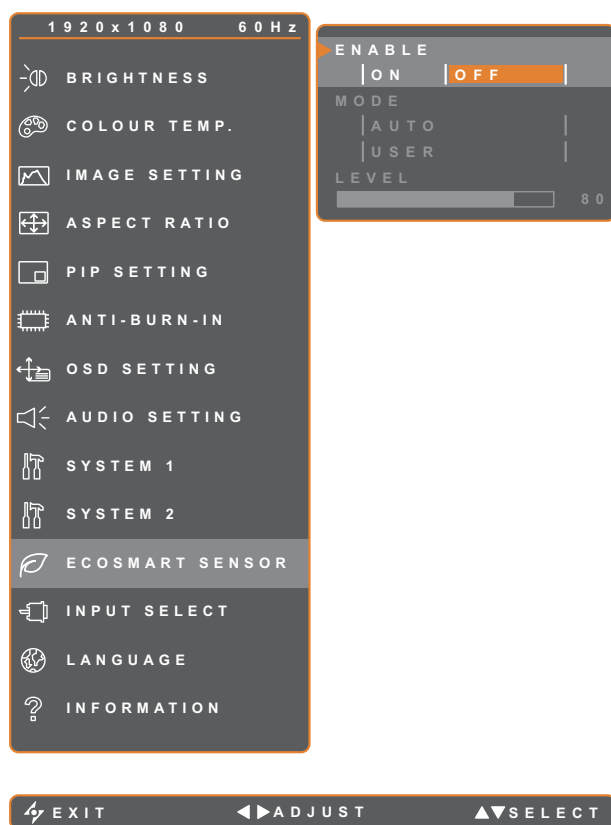 1920x1080 60Hz
BRIGHTNESS
COLOUR TEMP.
IMAGE SETTING
ASPECT RATIO
PIP SETTING
ANTI-BURN-IN
OSD SETTING
AUDIO SETTING
SYSTEM 1
SYSTEM 2
ECOSMART SENSOR
INPUT SELECT
LANGUAGE
INFORMATION
ENABLE
ON OFF
MODE
AUTO
USER
LEVEL
80
EXIT ADJUST SELECT